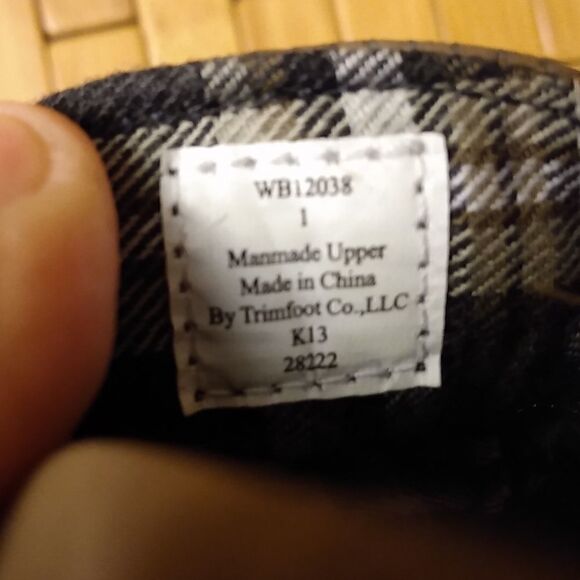 WB12038
1
Manmade Upper
Made in China
By Trimfoot Co.,LLC
K13
28222